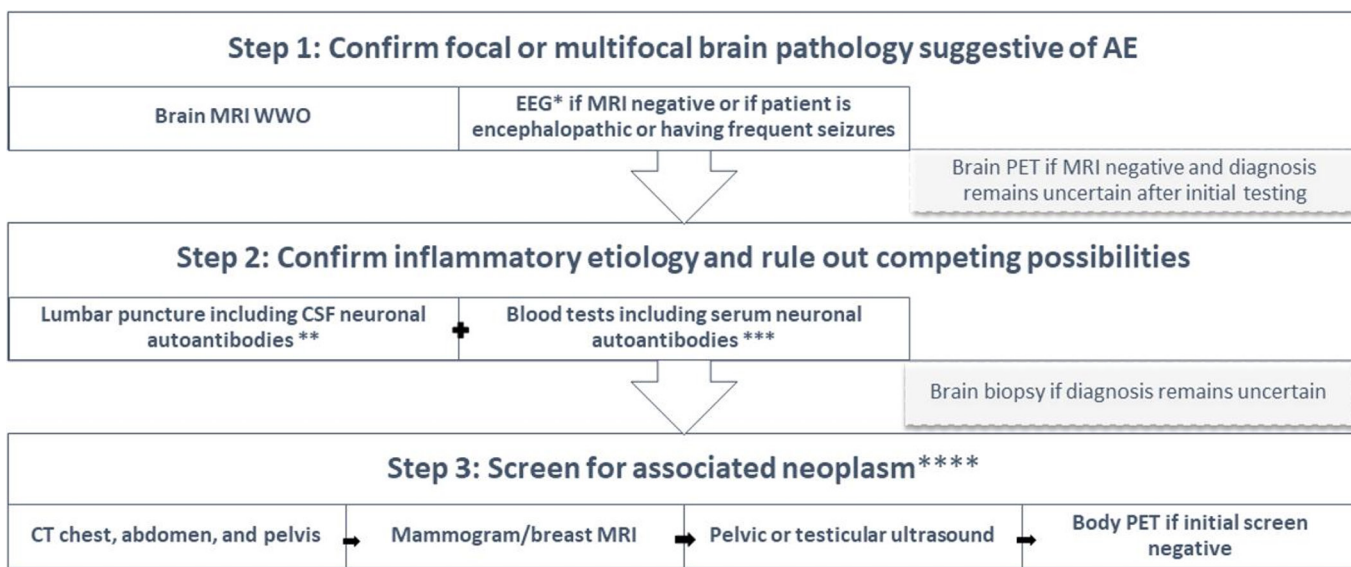 Step 1: Confirm focal or multifocal brain pathology suggestive of AE
Brain MRI WWO
EEG* if MRI negative or if patient is
encephalopathic or having frequent seizures
Brain PET if MRI negative and diagnosis
remains uncertain after initial testing
Step 2: Confirm inflammatory etiology and rule out competing possibilities
Lumbar puncture including CSF neuronal
autoantibodies **
Blood tests including serum neuronal
autoantibodies ***
Brain biopsy if diagnosis remains uncertain
Step 3: Screen for associated neoplasm****
CT chest, abdomen, and pelvis
Mammogram/breast MRI
Pelvic or testicular ultrasound
Body PET if initial screen
negative